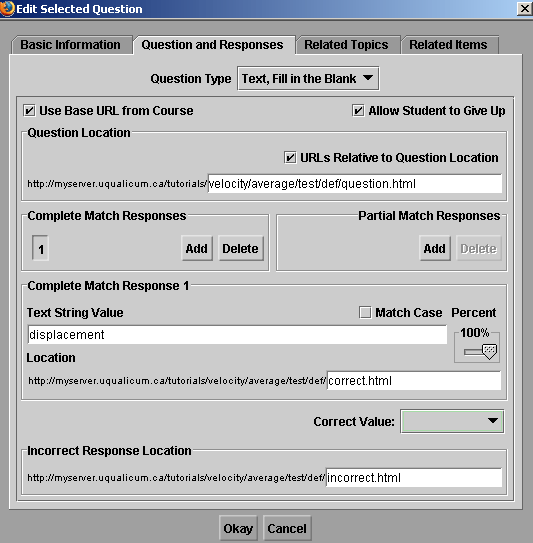 Edit Selected Question
Basic Information Question and Responses Related Topics Related Items
Question Type Text, Fill in the Blank
Use Base URL from Course Allow Student to Give Up
Question Location
URLs Relative to Question Location
http://myserver.uqualicum.ca/tutorials/velocity/average/test/def/question.html
Complete Match Responses Partial Match Responses
1 Add Delete Add Delete
Complete Match Response 1
Text String Value Match Case Percent
displacement 100%
Location
http://myserver.uqualicum.ca/tutorials/velocity/average/test/def/correct.html
Correct Value:
Incorrect Response Location
http://myserver.uqualicum.ca/tutorials/velocity/average/test/def/incorrect.html
Okay Cancel